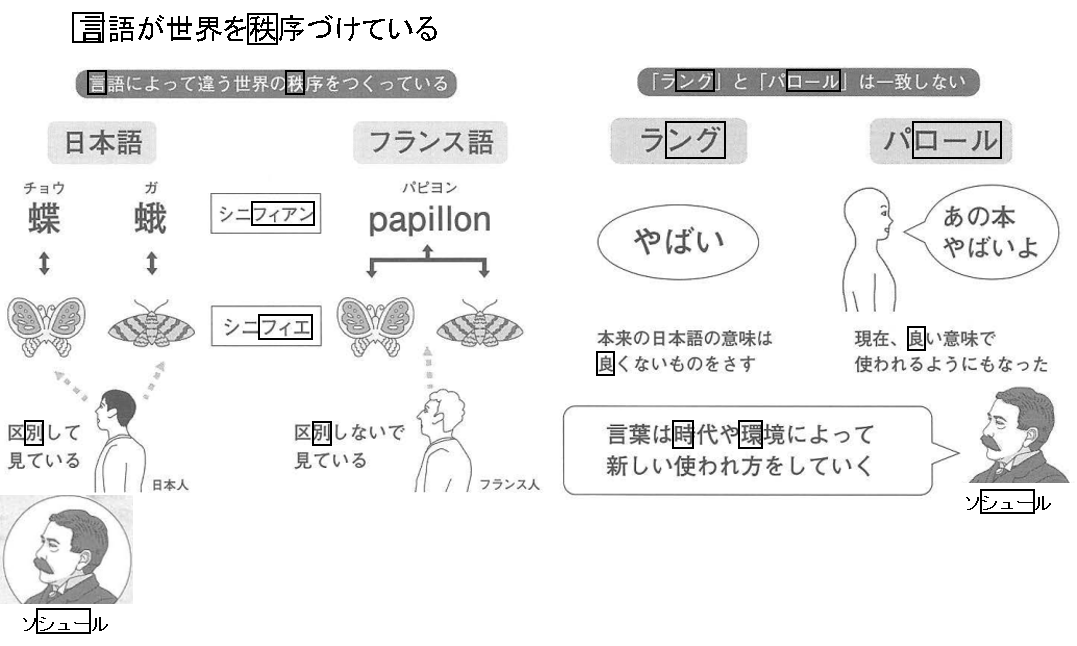 言語が世界を秩序づけている
言語によって違う世界の秩序をつくっている
日本語
フランス語
チョウ
ガ
パピヨン
蝶
蛾
シニフィアン
papillon
シニフィエ
区別して
見ている
日本人
区別しないで
見ている
フランス人
ソシュール
「ラング」と「パロール」は一致しない
ラング
パロール
やばい
あの本
やばいよ
本来の日本語の意味は
良くないものをさす
現在、良い意味で
使われるようにもなった
言葉は時代や環境によって
新しい使われ方をしていく
ソシュール